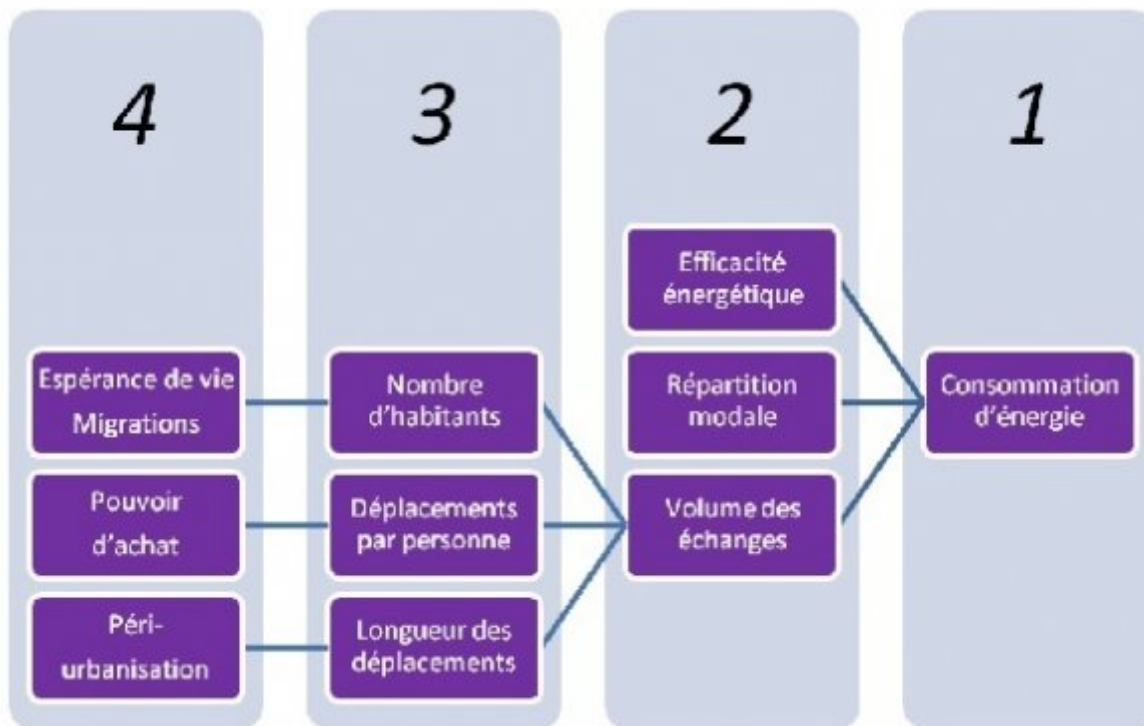 4
3
2
1
Efficacité
énergétique
Espérance de vie
Migrations
Nombre
d'habitants
Répartition
modale
Consommation
d'énergie
Pouvoir
d'achat
Déplacements
par personne
Volume des
échanges
Péri-
urbanisation
Longueur des
déplacements